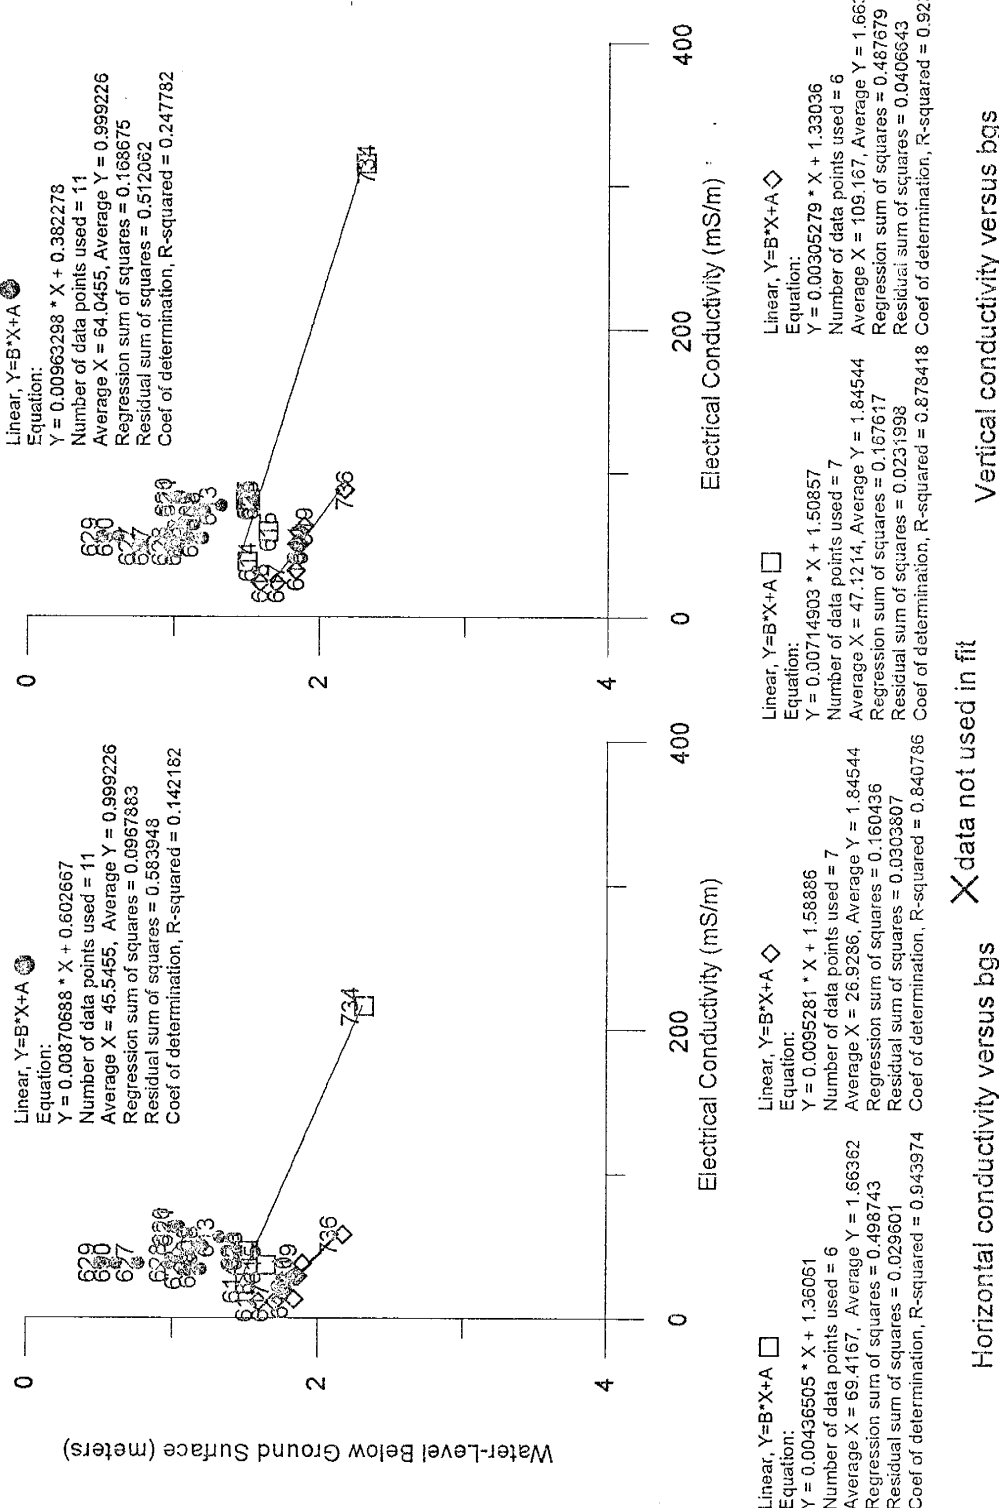 Linear, Y=B*X+A
Equation:
Y = 0.00870688 * X + 0.602667
Number of data points used = 11
Average X = 45.5455, Average Y = 0.999226
Regression sum of squares = 0.0967883
Residual sum of squares = 0.583948
Coef of determination, R-squared = 0.142182
Linear, Y=B*X+A
Equation:
Y = 0.00963298 * X + 0.382278
Number of data points used = 11
Average X = 64.0455, Average Y = 0.999226
Regression sum of squares = 0.168675
Residual sum of squares = 0.512062
Coef of determination, R-squared = 0.247782
Water-Level Below Ground Surface (meters)
0
2
4
0
200
400
Electrical Conductivity (mS/m)
629
627
734
736
0
2
4
0
200
400
Electrical Conductivity (mS/m)
629
734
736
614
Linear, Y=B*X+A
Equation:
Y = 0.00436505 * X + 1.36061
Number of data points used = 6
Average X = 69.4167, Average Y = 1.66362
Regression sum of squares = 0.498743
Residual sum of squares = 0.029601
Coef of determination, R-squared = 0.943974
Linear, Y=B*X+A
Equation:
Y = 0.0095281 * X + 1.58886
Number of data points used = 7
Average X = 26.9286, Average Y = 1.84544
Regression sum of squares = 0.160436
Residual sum of squares = 0.0303807
Coef of determination, R-squared = 0.840786
Linear, Y=B*X+A
Equation:
Y = 0.00714903 * X + 1.50857
Number of data points used = 7
Average X = 47.1214, Average Y = 1.84544
Regression sum of squares = 0.167617
Residual sum of squares = 0.0231998
Coef of determination, R-squared = 0.878418
Linear, Y=B*X+A
Equation:
Y = 0.00305279 * X + 1.33036
Number of data points used = 6
Average X = 109.167, Average Y = 1.66
Regression sum of squares = 0.487679
Residual sum of squares = 0.0406643
Coef of determination, R-squared = 0.92
X data not used in fit
Horizontal conductivity versus bgs
Vertical conductivity versus bgs